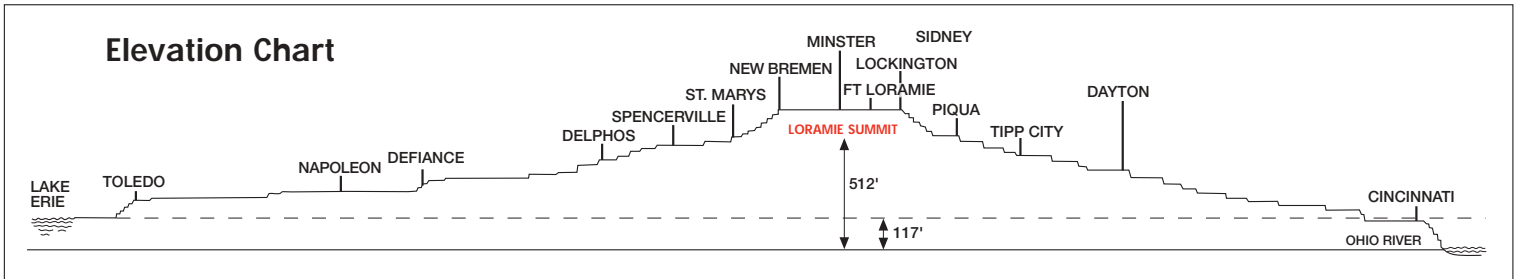 Elevation Chart
LAKE
ERIE
TOLEDO
NAPOLEON
DEFIANCE
DELPHOS
SPENCERVILLE
ST. MARYS
NEW BREMEN
MINSTER
SIDNEY
LOCKINGTON
FT LORAMIE
LORAMIE SUMMIT
PIQUA
TIPP CITY
DAYTON
CINCINNATI
512'
117'
OHIO RIVER